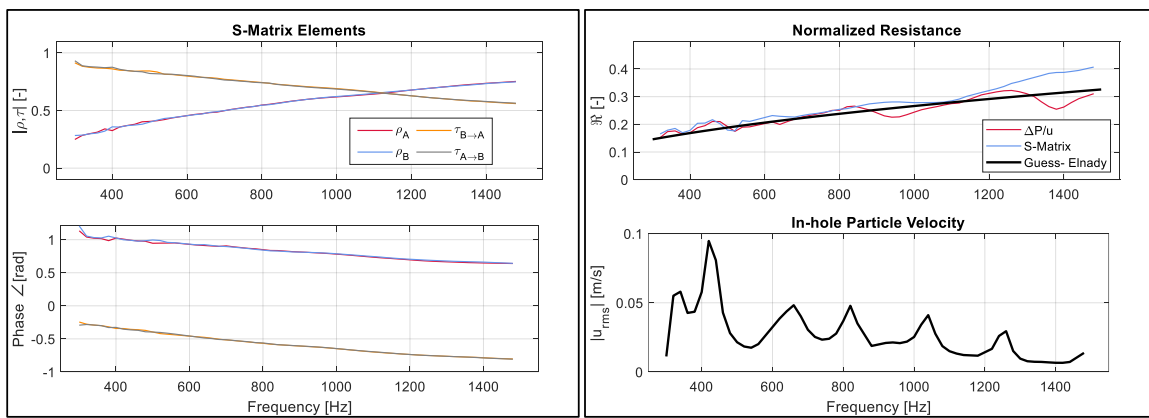 S-Matrix Elements
|ρ,τ| [-]
1
0.5
0
400 600 800 1000 1200 1400
ρA τB→A
ρB τA→B
Phase ∠[rad]
1
0.5
0
-0.5
-1
400 600 800 1000 1200 1400
Frequency [Hz]
Normalized Resistance
ℜ [-]
0.4
0.3
0.2
0.1
0
400 600 800 1000 1200 1400
ΔP/u
S-Matrix
Guess- Elnady
In-hole Particle Velocity
|urms| [m/s]
0.1
0.05
0
400 600 800 1000 1200 1400
Frequency [Hz]